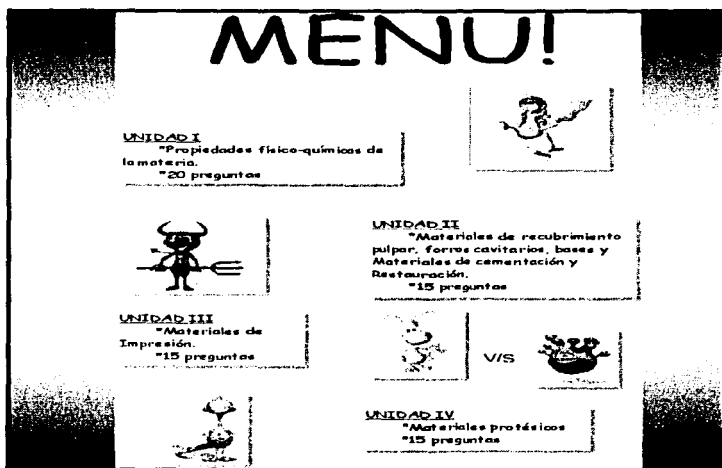 MENU!
UNIDAD I
"Propiedades físico-químicas de
la materia.
"20 preguntas
UNIDAD II
"Materiales de recubrimiento
pulpar, forros cavitarios, bases y
Materiales de cementación y
Restauración.
"15 preguntas
UNIDAD III
"Materiales de
Impresión.
"15 preguntas
V/S
UNIDAD IV
"Materiales protésicos
"15 preguntas